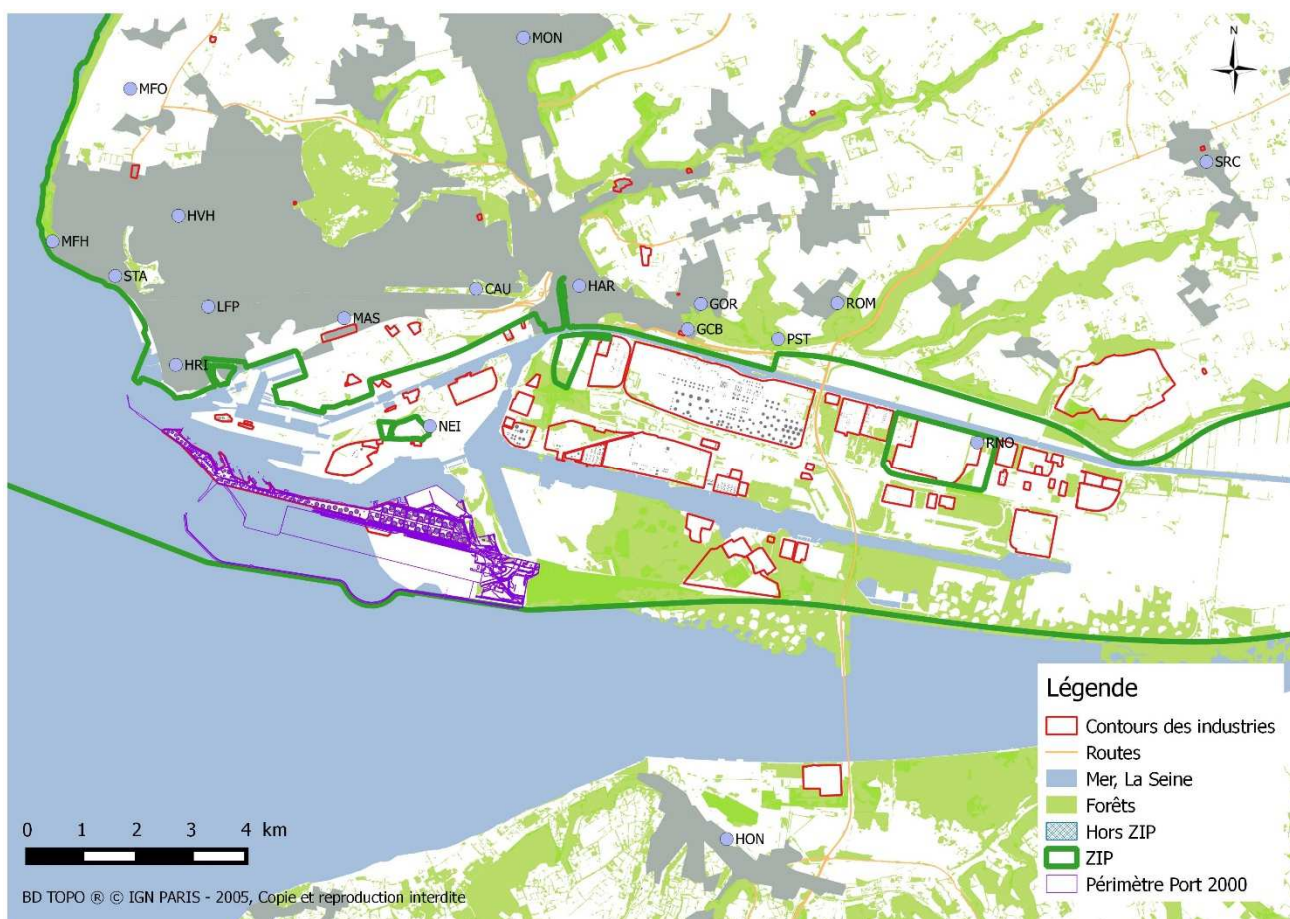 MON
N
MFO
SRC
HVH
MFH
STA
CAU
HAR
LFP
GOR
ROM
MAS
GCB
PST
HRI
NEI
RNO
Légende
Contours des industries
Routes
Mer, La Seine
Forêts
Hors ZIP
ZIP
Périmètre Port 2000
HON
0 1 2 3 4 km
BD TOPO ® © IGN PARIS - 2005, Copie et reproduction interdite